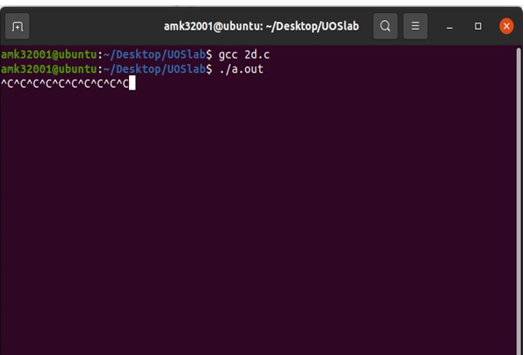 amk32001@ubuntu: ~/Desktop/UOSlab
amk32001@ubuntu:~/Desktop/UOSlab$ gcc 2d.c
amk32001@ubuntu:~/Desktop/UOSlab$ ./a.out
^C^C^C^C^C^C^C^C^C^C